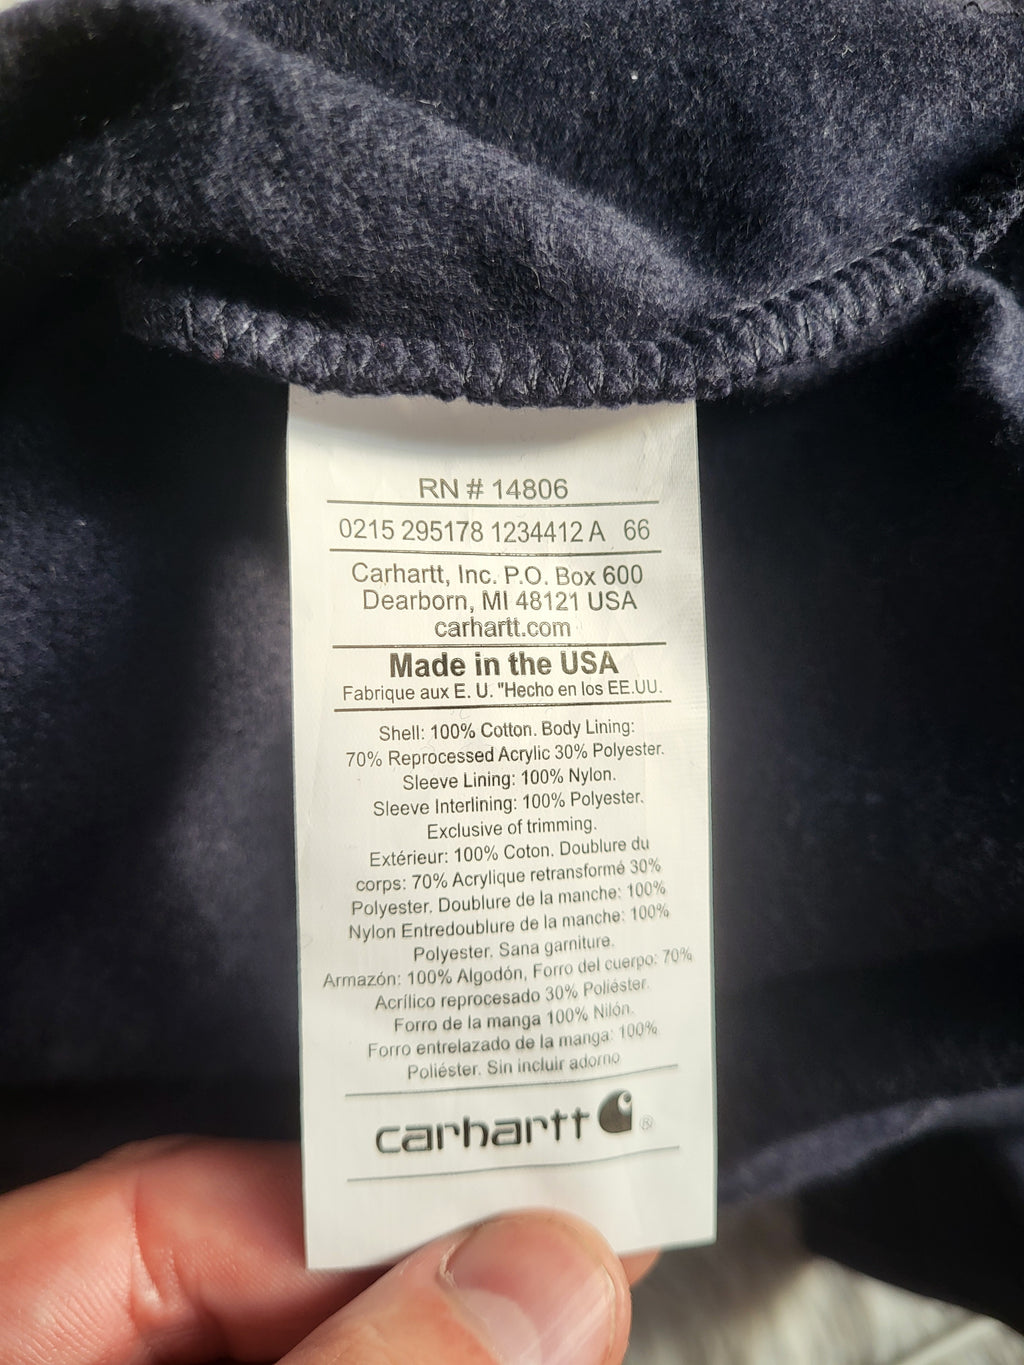 RN # 14806
0215 295178 1234412 A 66
Carhartt, Inc. P.O. Box 600
Dearborn, MI 48121 USA
carhartt.com
Made in the USA
Fabrique aux E. U. "Hecho en los EE.UU.
Shell: 100% Cotton. Body Lining:
70% Reprocessed Acrylic 30% Polyester.
Sleeve Lining: 100% Nylon.
Sleeve Interlining: 100% Polyester.
Exclusive of trimming.
Extérieur: 100% Coton. Doublure du
corps: 70% Acrylique retransformé 30%
Polyester. Doublure de la manche: 100%
Nylon Entredoublure de la manche: 100%
Polyester. Sana garniture.
Armazón: 100% Algodón, Forro del cuerpo: 70%
Acrílico reprocesado 30% Poliéster.
Forro de la manga 100% Nilón.
Forro entrelazado de la manga: 100%
Poliéster. Sin incluir adorno
carhartt ®